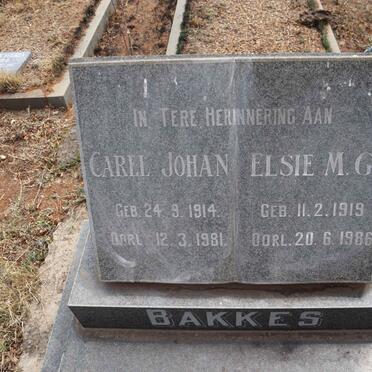 IN TERE HERINNERING AAN
CAREL JOHAN ELSIE M. G
GEB. 24. 9. 1914. GEB. 11. 2. 1919
OORL. 12. 3. 1981. OORL. 20. 6. 1986
BAKKES